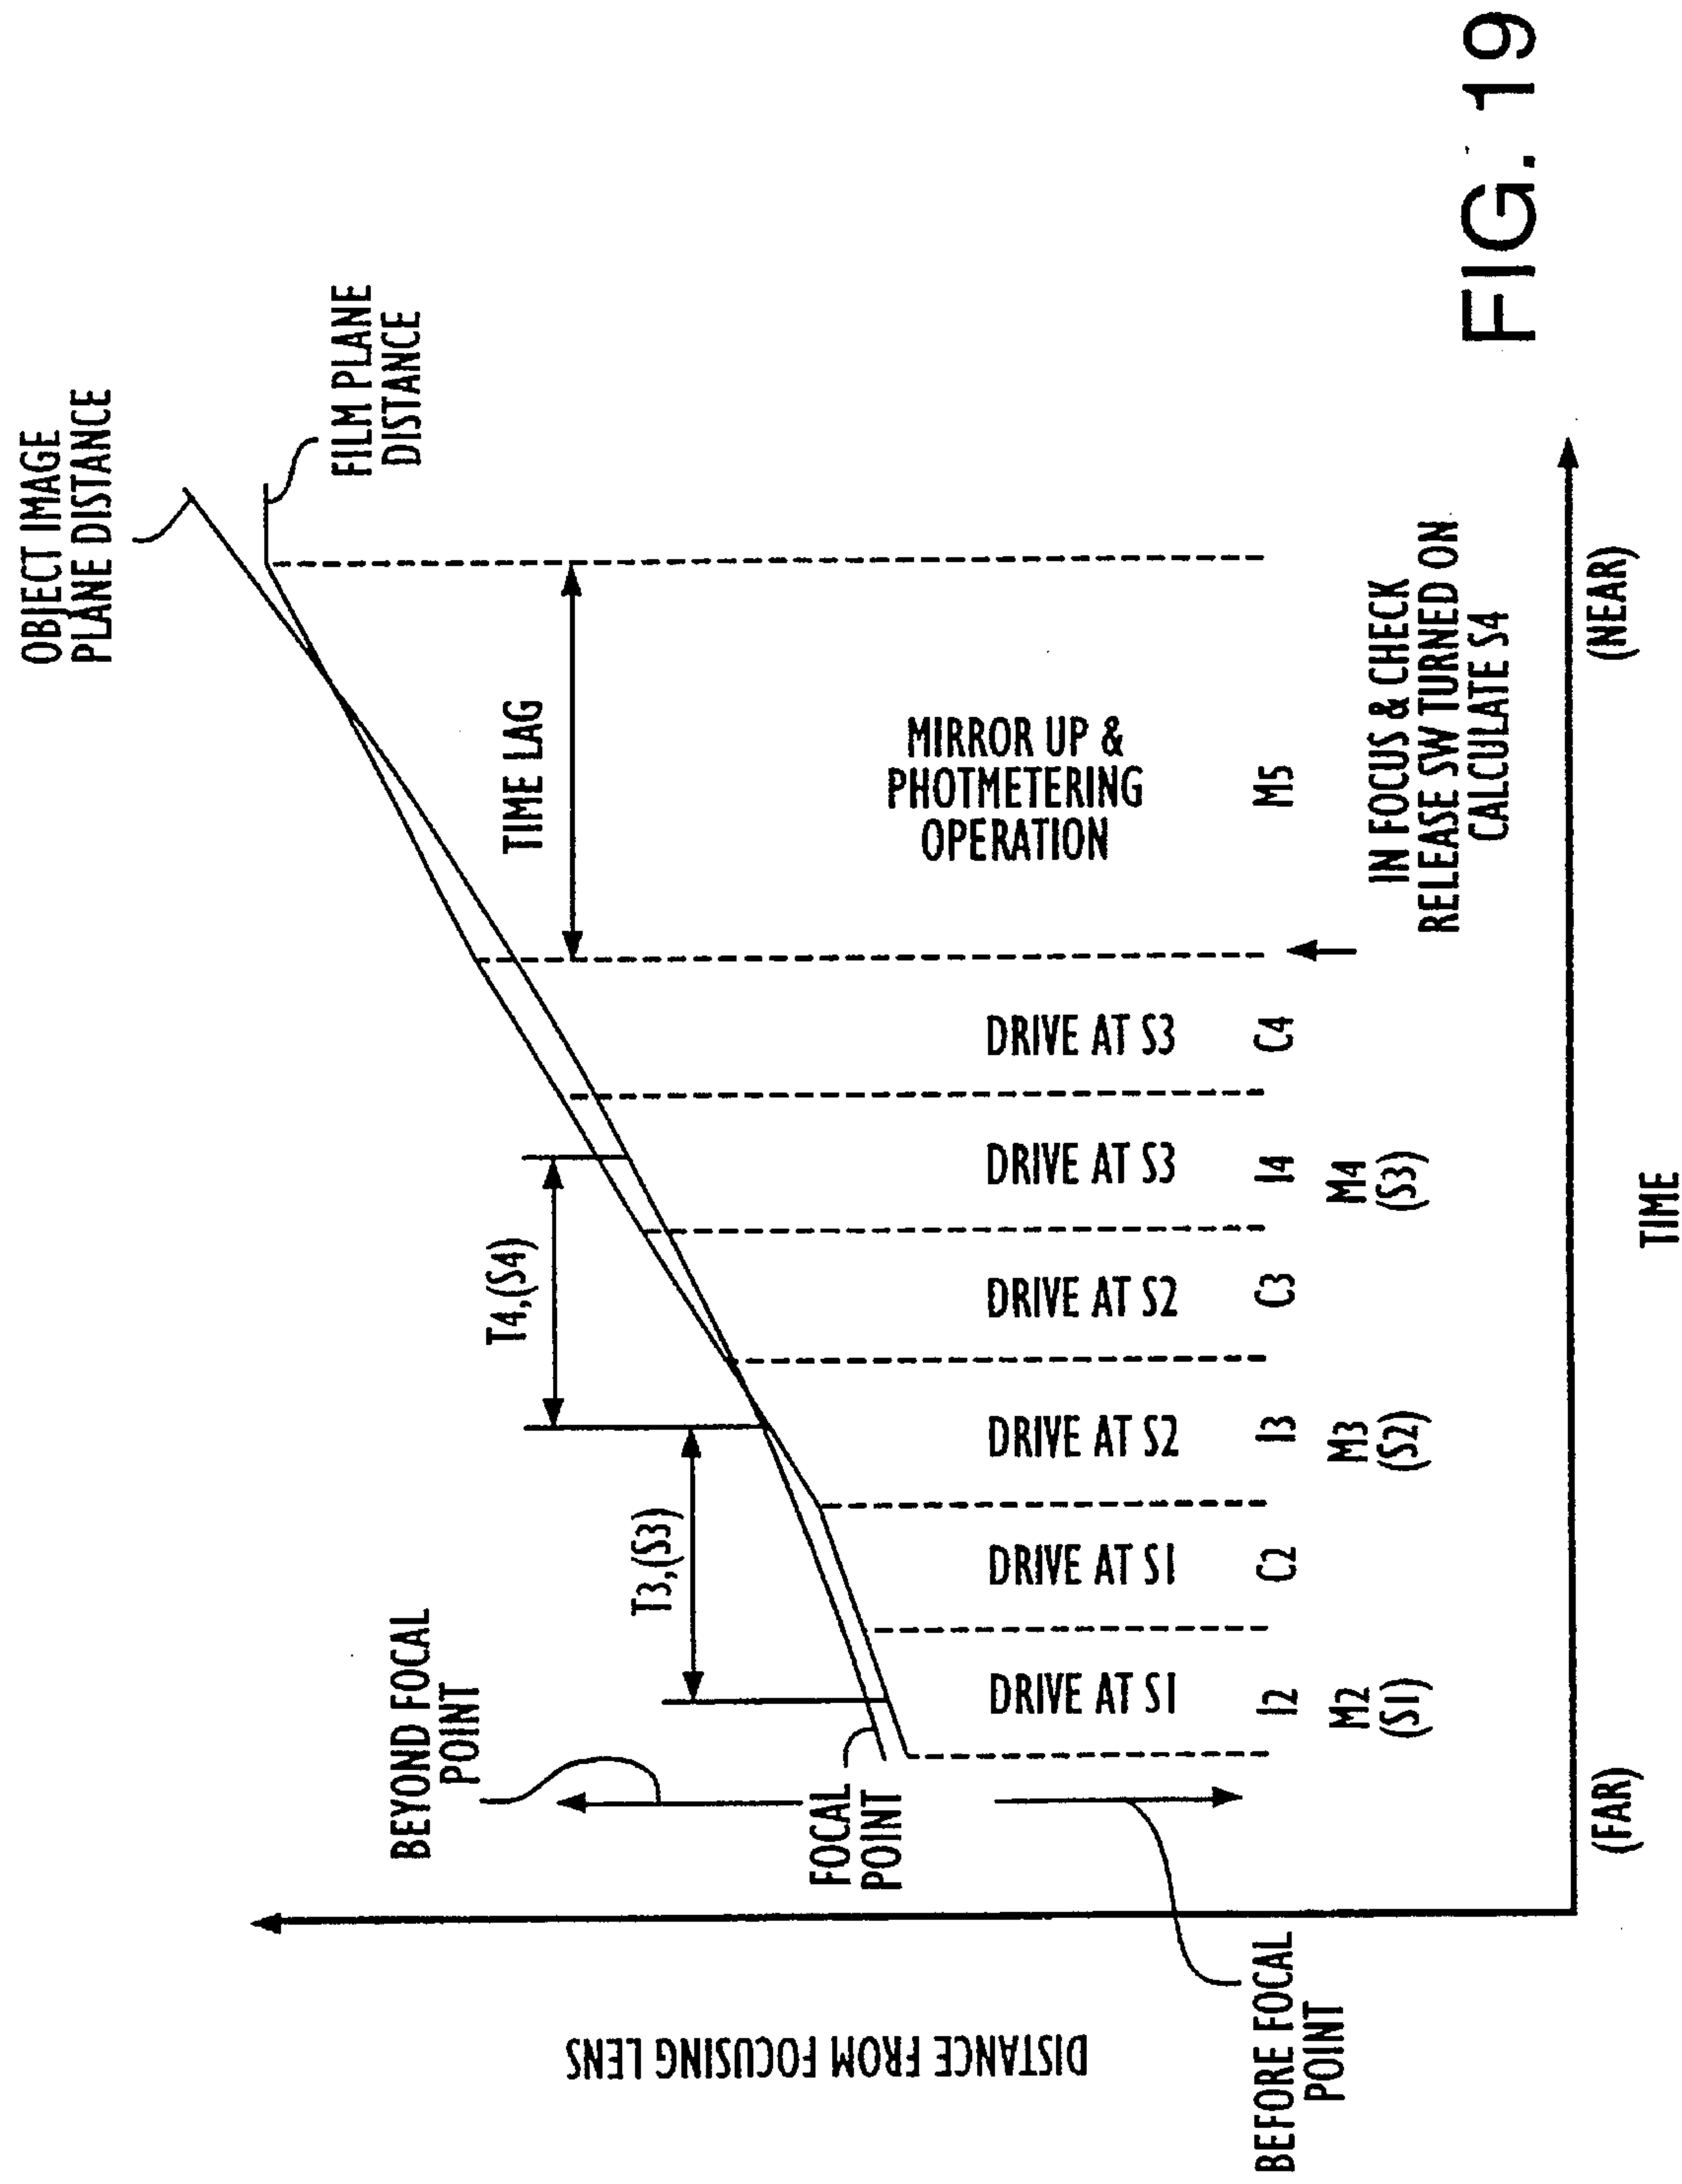 OBJECT IMAGE
PLANE DISTANCE
FILM PLANE
DISTANCE
BEYOND FOCAL
POINT
T3,(S3)
T4,(S4)
TIME LAG
FOCAL
POINT
DISTANCE FROM FOCUSING LENS
BEFORE FOCAL
POINT
DRIVE AT S1
DRIVE AT S1
DRIVE AT S2
DRIVE AT S2
DRIVE AT S3
DRIVE AT S3
MIRROR UP &
PHOTMETERING
OPERATION
I2
C2
I3
C3
I4
C4
M5
M2
(S1)
M3
(S2)
M4
(S3)
IN FOCUS & CHECK
RELEASE SW TURNED ON
CALCULATE S4
(FAR)
(NEAR)
TIME
FIG. 19